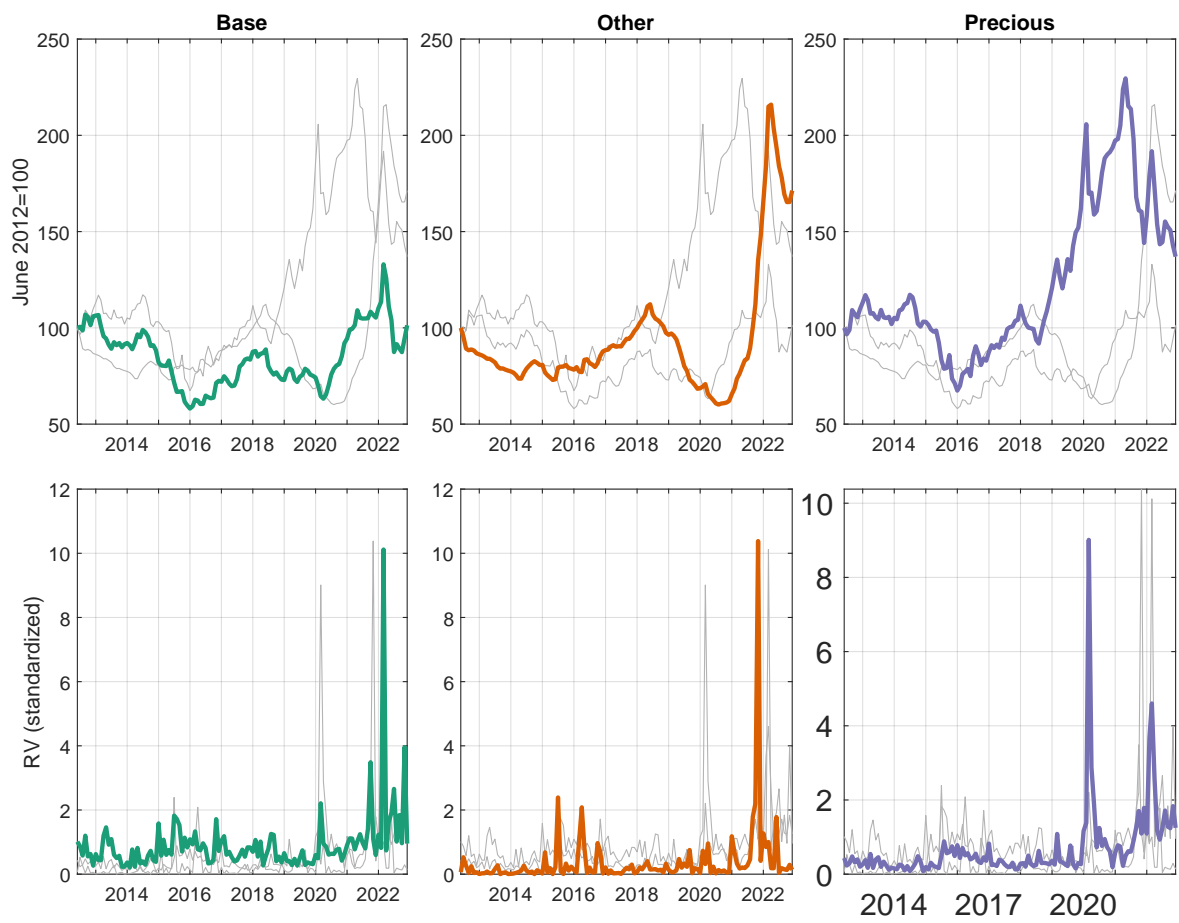 Base Other Precious
250 250 250
200 200 200
June 2012=100
150 150 150
100 100 100
50 50 50
2014 2016 2018 2020 2022 2014 2016 2018 2020 2022 2014 2016 2018 2020 2022
12 12
10 10 10
8 8 8
RV (standardized)
6 6 6
4 4 4
2 2 2
0 0 0
2014 2016 2018 2020 2022 2014 2016 2018 2020 2022 2014 2017 2020